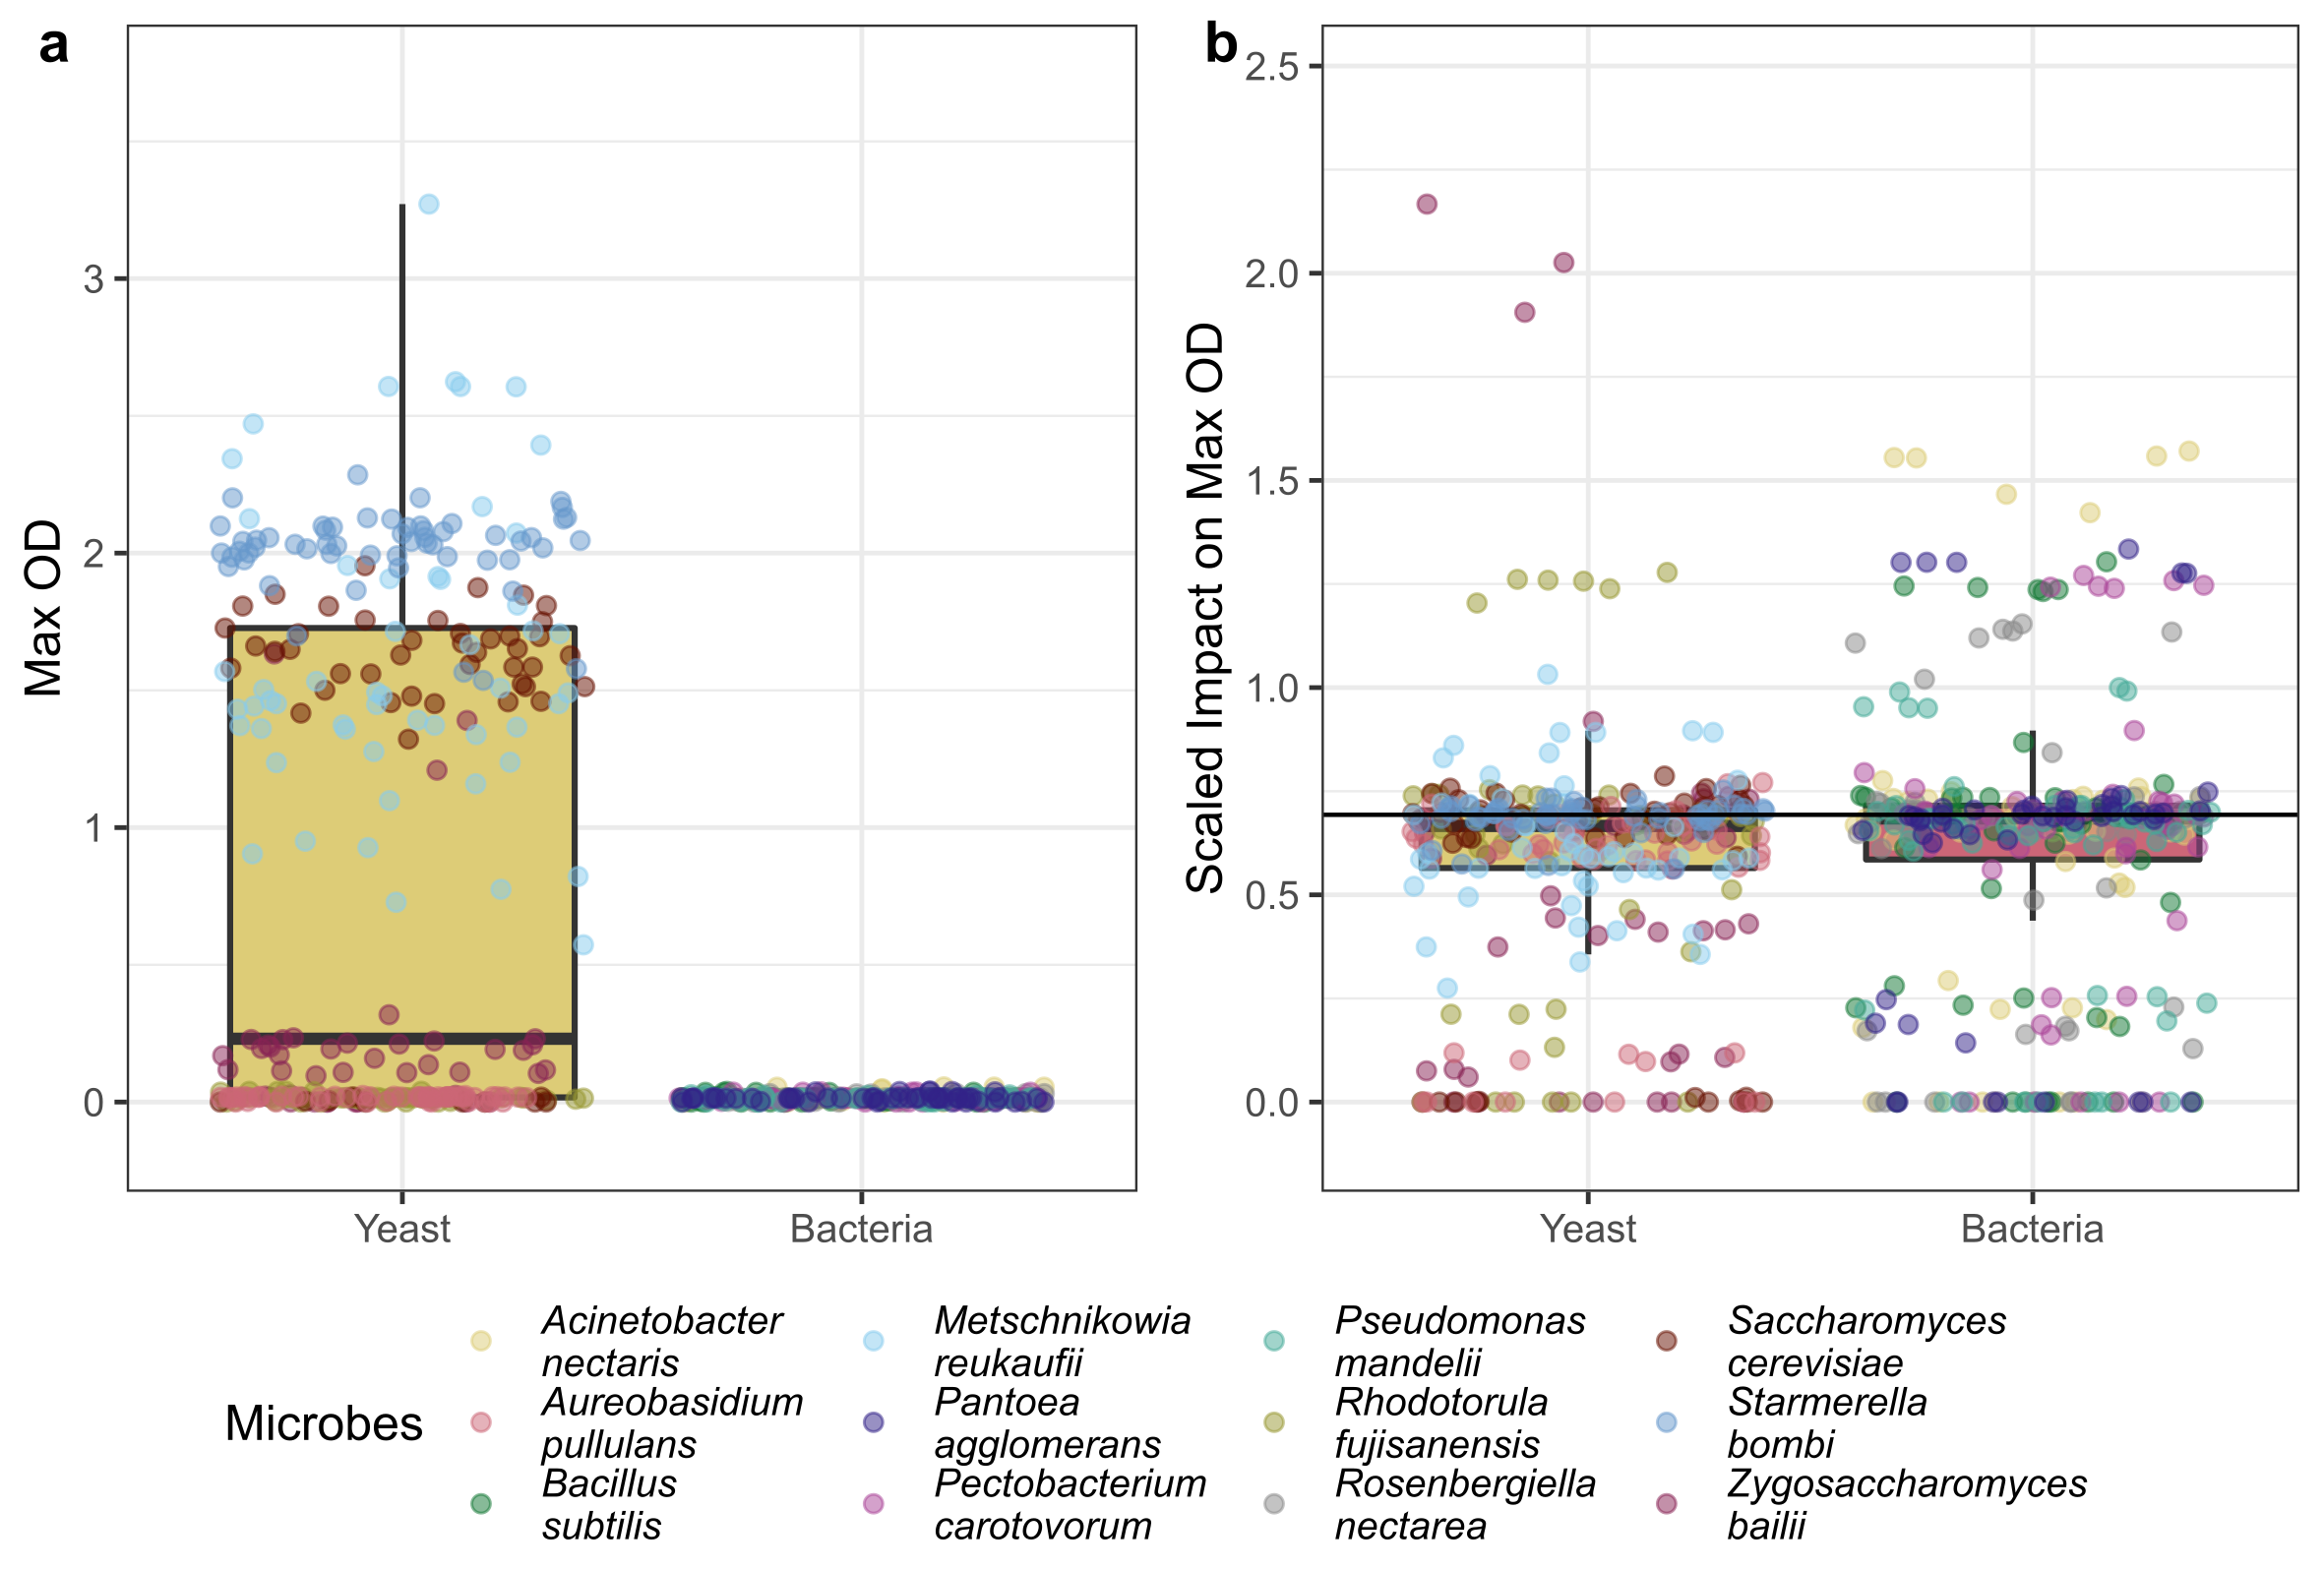 a
b
Max OD
3
2
1
0
Yeast
Bacteria
Scaled Impact on Max OD
2.5
2.0
1.5
1.0
0.5
0.0
Yeast
Bacteria
Microbes
Acinetobacter
nectaris
Aureobasidium
pullulans
Bacillus
subtilis
Metschnikowia
reukaufii
Pantoea
agglomerans
Pectobacterium
carotovorum
Pseudomonas
mandelii
Rhodotorula
fujisanensis
Rosenbergiella
nectarea
Saccharomyces
cerevisiae
Starmerella
bombi
Zygosaccharomyces
bailii